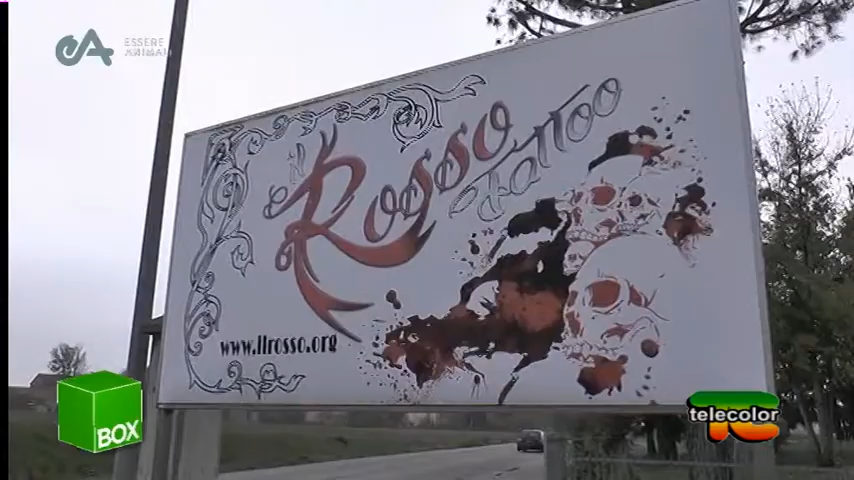 ESSERE
ANIMALI
il
Rosso
tattoo
www.IlRosso.org
BOX
telecolor